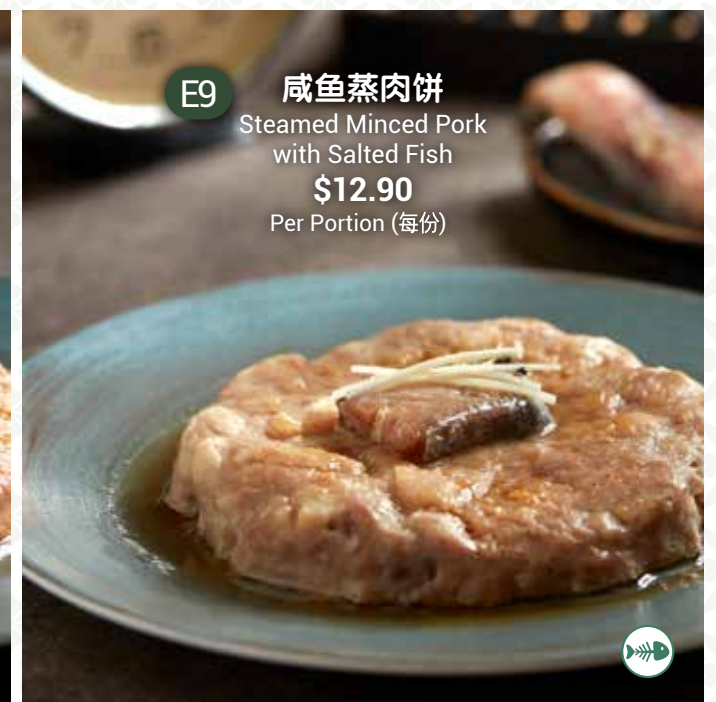 E9
咸鱼蒸肉饼
Steamed Minced Pork
with Salted Fish
$12.90
Per Portion (每份)